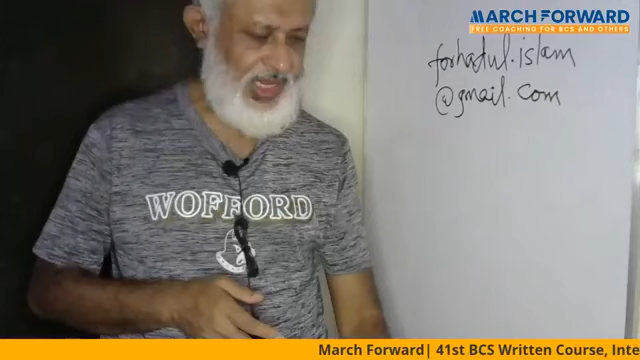 MARCH FORWARD
FREE COACHING FOR BCS AND OTHERS
forhadul.islam
@gmail.com
WOFFORD
March Forward| 41st BCS Written Course, Inte